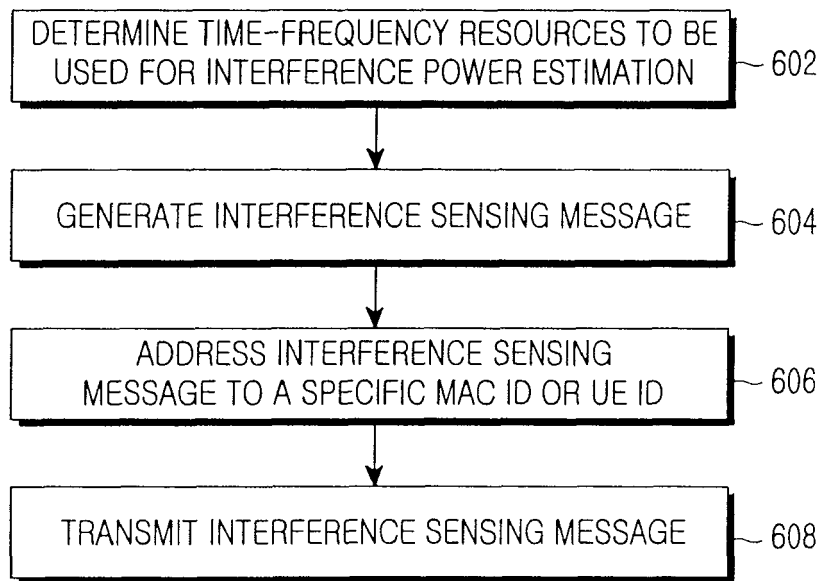 DETERMINE TIME-FREQUENCY RESOURCES TO BE
USED FOR INTERFERENCE POWER ESTIMATION
602
GENERATE INTERFERENCE SENSING MESSAGE
604
ADDRESS INTERFERENCE SENSING
MESSAGE TO A SPECIFIC MAC ID OR UE ID
606
TRANSMIT INTERFERENCE SENSING MESSAGE
608